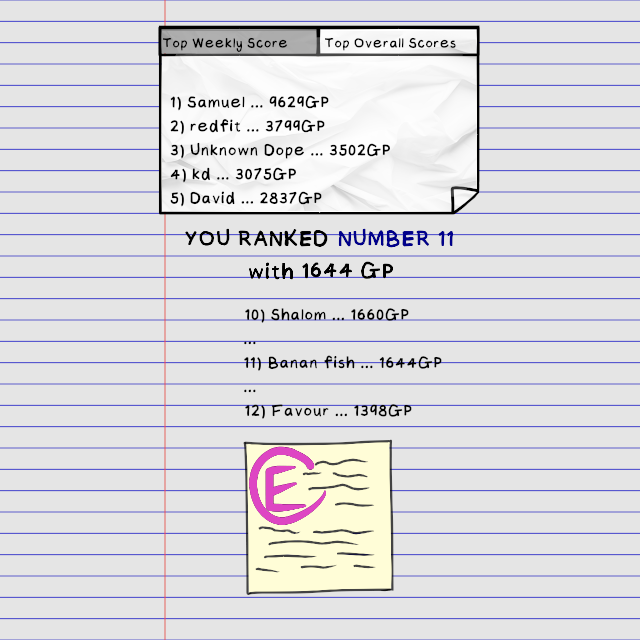 Top Weekly Score
Top Overall Scores
1) Samuel ... 9629GP
2) redfit ... 3799GP
3) Unknown Dope ... 3502GP
4) kd ... 3075GP
5) David ... 2837GP
YOU RANKED NUMBER 11
with 1644 GP
10) Shalom ... 1660GP
...
11) Banan fish ... 1644GP
...
12) Favour ... 1398GP
E